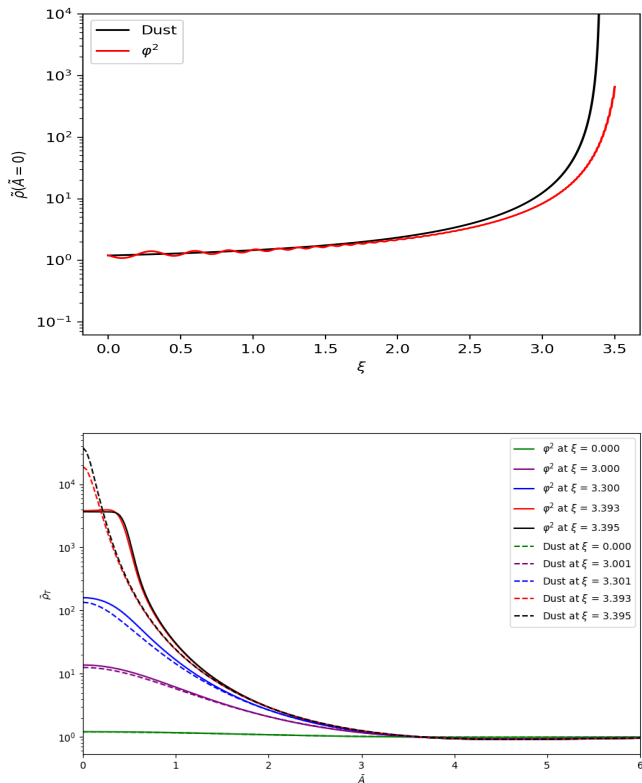 Dust
φ²
10⁴
10³
10²
10¹
10⁰
10⁻¹
ρ̃(Ã = 0)
0.0 0.5 1.0 1.5 2.0 2.5 3.0 3.5
ξ
φ² at ξ = 0.000
φ² at ξ = 3.000
φ² at ξ = 3.300
φ² at ξ = 3.393
φ² at ξ = 3.395
Dust at ξ = 0.000
Dust at ξ = 3.001
Dust at ξ = 3.301
Dust at ξ = 3.393
Dust at ξ = 3.395
10⁴
10³
10²
10¹
10⁰
ρ̃_T
0 1 2 3 4 5 6
Ã